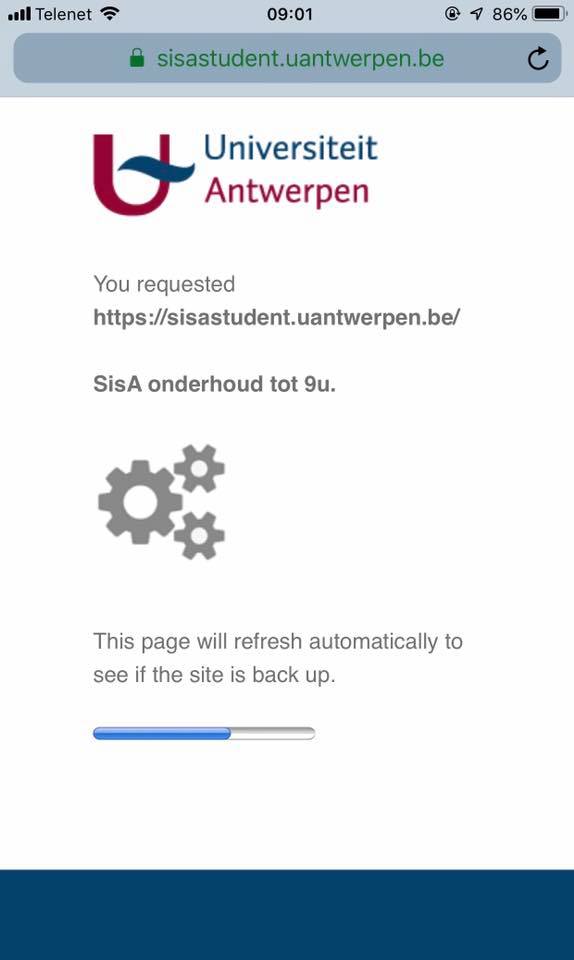 Telenet 09:01 86%
sisastudent.uantwerpen.be
Universiteit
Antwerpen
You requested
https://sisastudent.uantwerpen.be/
SisA onderhoud tot 9u.
This page will refresh automatically to
see if the site is back up.